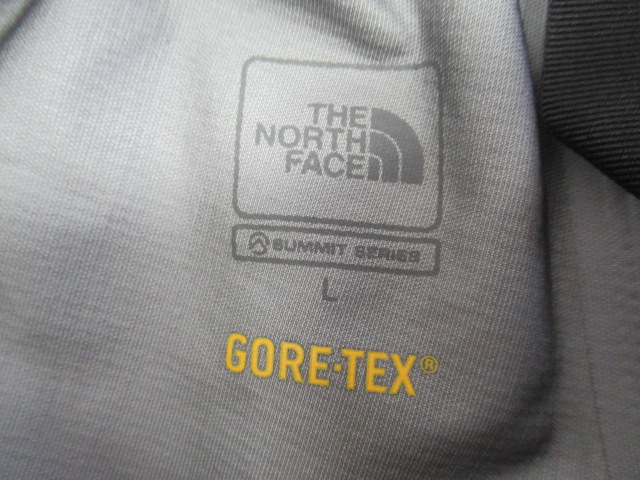 THE
NORTH
FACE
SUMMIT SERIES
L
GORE-TEX®